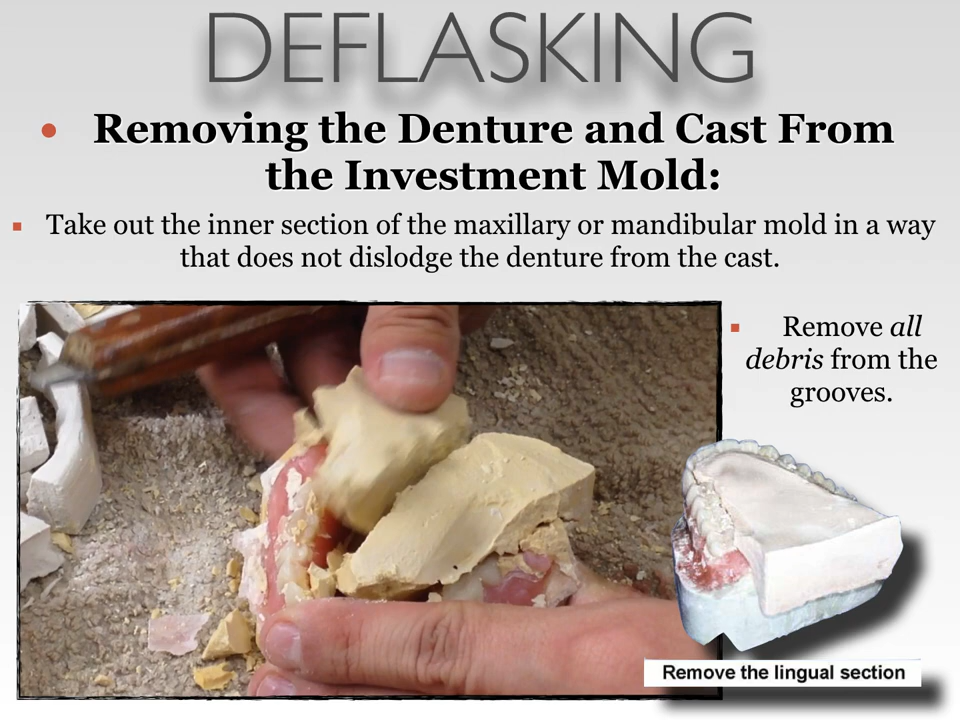 DEFLASKING
• Removing the Denture and Cast From
the Investment Mold:
▪ Take out the inner section of the maxillary or mandibular mold in a way
that does not dislodge the denture from the cast.
▪ Remove all
debris from the
grooves.
Remove the lingual section